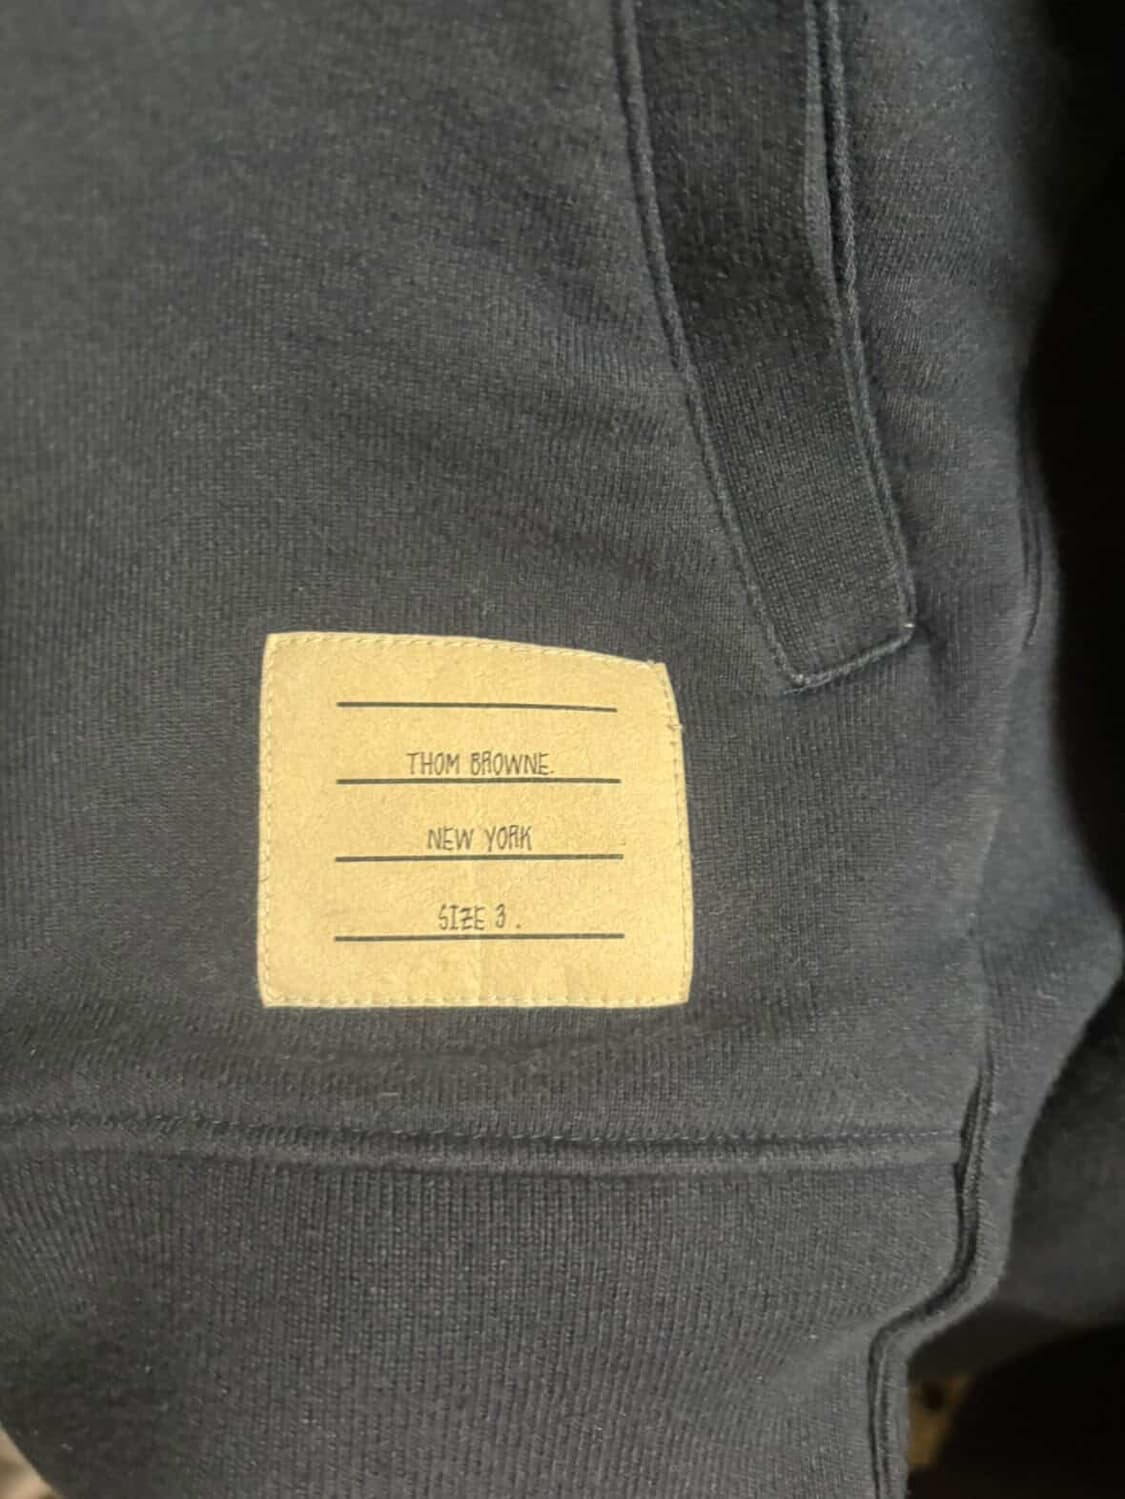 THOM BROWNE.
NEW YORK
SIZE 3 .